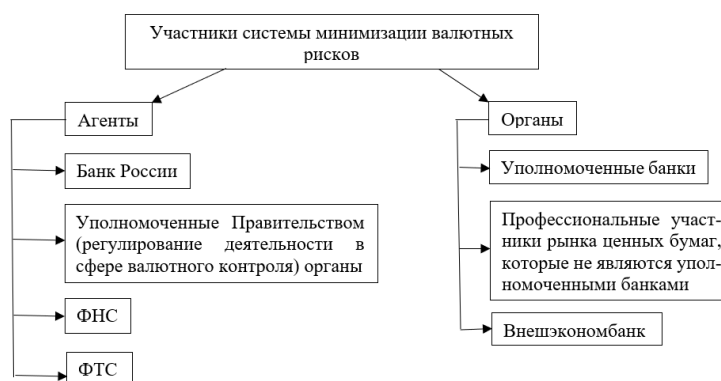 Участники системы минимизации валютных
рисков
Агенты
Банк России
Уполномоченные Правительством
(регулирование деятельности в
сфере валютного контроля) органы
ФНС
ФТС
Органы
Уполномоченные банки
Профессиональные участ-
ники рынка ценных бумаг,
которые не являются упол-
номоченными банками
Внешэкономбанк